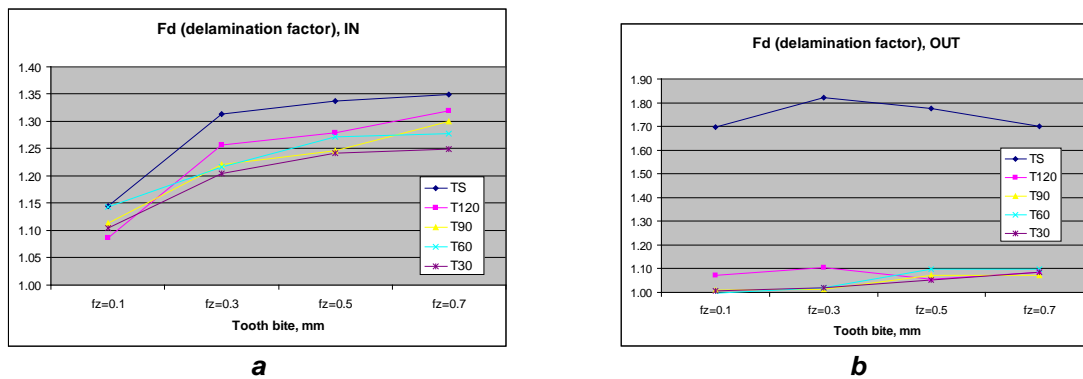 Fd (delamination factor), IN
1.40
1.35
1.30
1.25
1.20
1.15
1.10
1.05
1.00
TS
T120
T90
T60
T30
fz=0.1 fz=0.3 fz=0.5 fz=0.7
Tooth bite, mm
a
Fd (delamination factor), OUT
1.90
1.80
1.70
1.60
1.50
1.40
1.30
1.20
1.10
1.00
TS
T120
T90
T60
T30
fz=0.1 fz=0.3 fz=0.5 fz=0.7
Tooth bite, mm
b